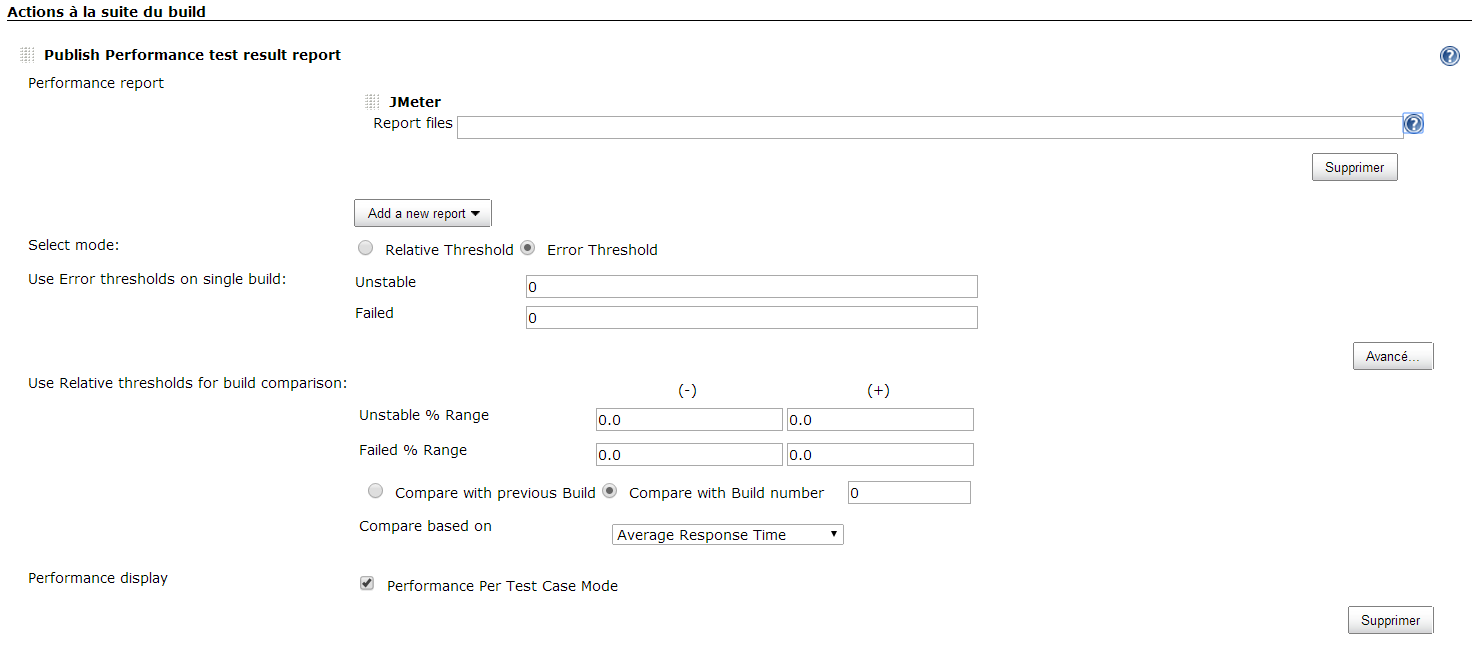 Actions à la suite du build
Publish Performance test result report
?
Performance report
JMeter
Report files
?
Supprimer
Add a new report
Select mode:
Relative Threshold Error Threshold
Use Error thresholds on single build:
Unstable 0
Failed 0
Avancé...
Use Relative thresholds for build comparison:
(-) (+)
Unstable % Range 0.0 0.0
Failed % Range 0.0 0.0
Compare with previous Build Compare with Build number 0
Compare based on Average Response Time
Performance display
Performance Per Test Case Mode
Supprimer